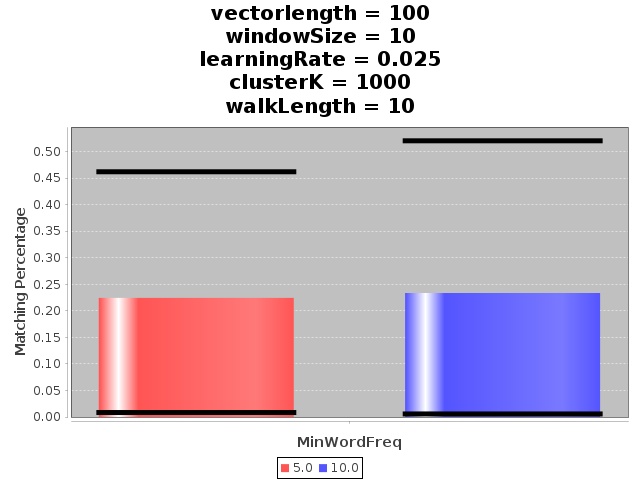 vectorlength = 100
windowSize = 10
learningRate = 0.025
clusterK = 1000
walkLength = 10
Matching Percentage
0.50
0.45
0.40
0.35
0.30
0.25
0.20
0.15
0.10
0.05
0.00
MinWordFreq
5.0 10.0